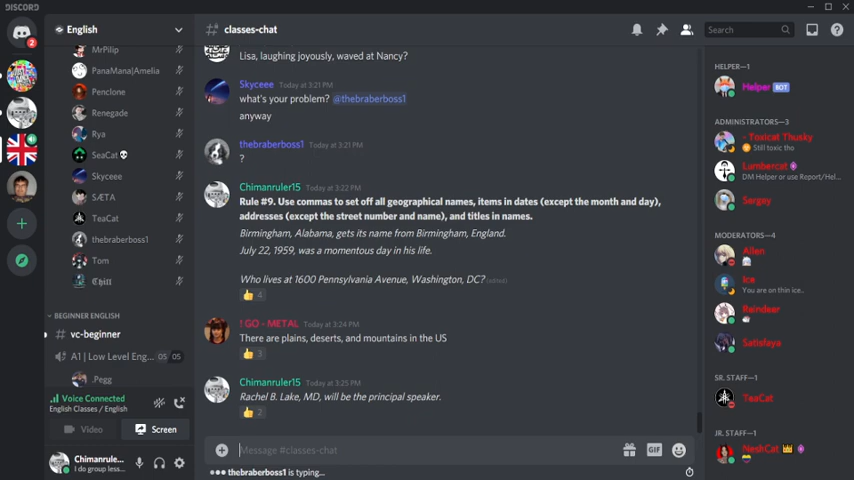 DISCORD
English
classes-chat
Search
2
MrPilip
PanaMana|Amelia
Penclone
Renegade
Rya
SeaCat
Skyceee
SÆTA
TeaCat
thebraberboss1
Tom
Chill
BEGINNER ENGLISH
vc-beginner
A1 | Low Level Eng... 05 05
.Pegg
Voice Connected
English Classes / English
Video
Screen
Chimanrule...
I do group less...
Lisa, laughing joyously, waved at Nancy?
Skyceee Today at 3:21 PM
what's your problem? @thebraberboss1
anyway
thebraberboss1 Today at 3:21 PM
?
Chimanruler15 Today at 3:22 PM
Rule #9. Use commas to set off all geographical names, items in dates (except the month and day),
addresses (except the street number and name), and titles in names.
Birmingham, Alabama, gets its name from Birmingham, England.
July 22, 1959, was a momentous day in his life.
Who lives at 1600 Pennsylvania Avenue, Washington, DC? (edited)
4
! GO - METAL Today at 3:24 PM
There are plains, deserts, and mountains in the US
3
Chimanruler15 Today at 3:25 PM
Rachel B. Lake, MD, will be the principal speaker.
2
Message #classes-chat
GIF
thebraberboss1 is typing...
HELPER—1
Helper BOT
ADMINISTRATORS—3
Toxicat Thusky
Still toxic tho
Lumbercat
DM Helper or use Report/Hel...
Sergey
MODERATORS—4
Allen
Ice
You are on thin ice..
Reindeer
Satisfaya
SR. STAFF—1
TeaCat
JR. STAFF—1
NeshCat